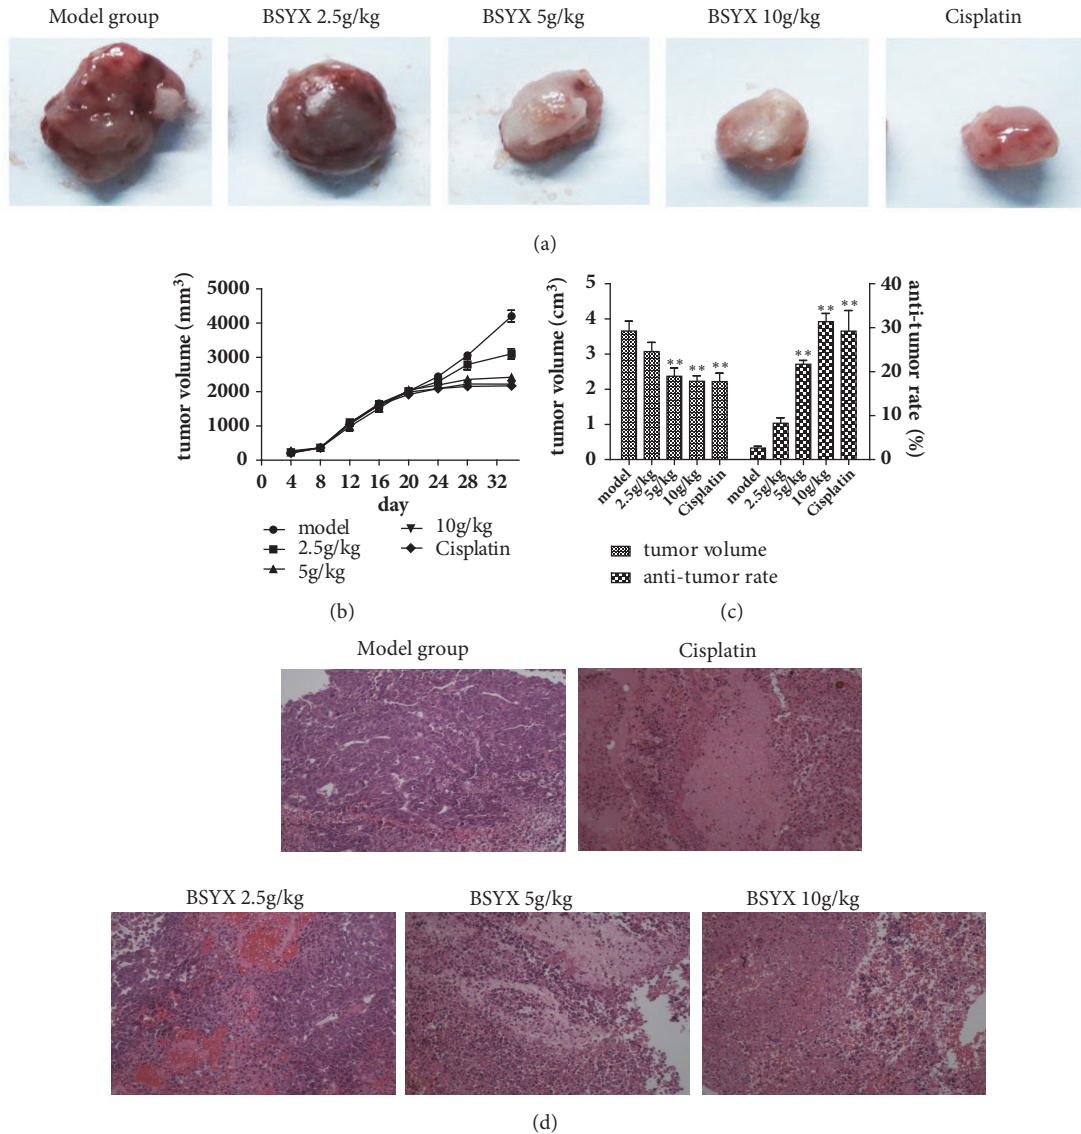 Model group
BSYX 2.5g/kg
BSYX 5g/kg
BSYX 10g/kg
Cisplatin
(a)
tumor volume (mm³)
5000
4000
3000
2000
1000
0
0 4 8 12 16 20 24 28 32
day
model
2.5g/kg
5g/kg
10g/kg
Cisplatin
(b)
tumor volume (cm³)
5
4
3
2
1
0
** ** ** ** ** **
model
2.5g/kg
5g/kg
10g/kg
Cisplatin
model
2.5g/kg
5g/kg
10g/kg
Cisplatin
40
30
20
10
0
anti-tumor
rate (%)
tumor volume
anti-tumor rate
(c)
Model group
Cisplatin
BSYX 2.5g/kg
BSYX 5g/kg
BSYX 10g/kg
(d)